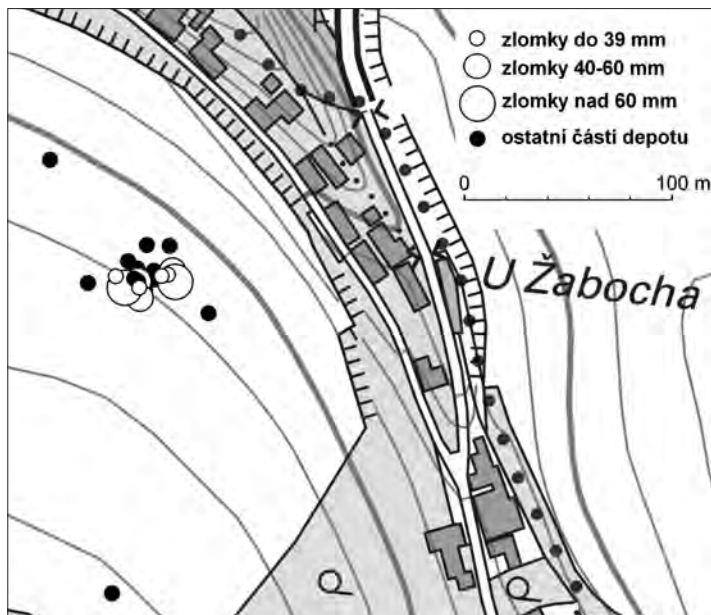 zlomky do 39 mm
zlomky 40-60 mm
zlomky nad 60 mm
ostatní části depotu
0 100 m
U Žabocha